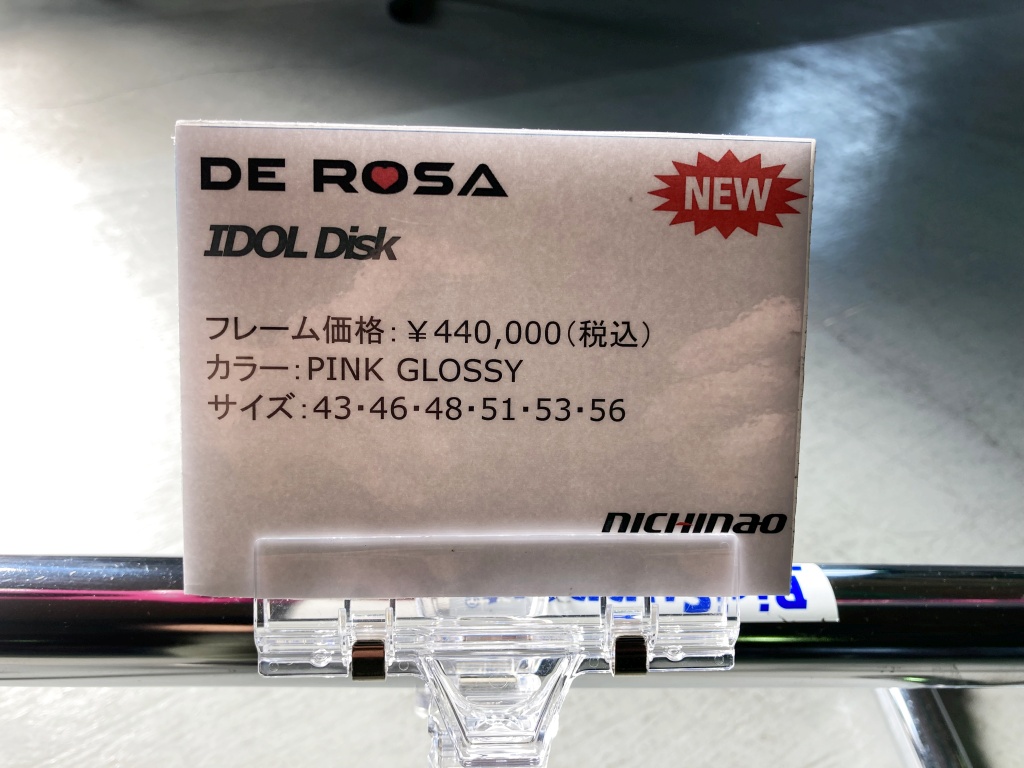 DE ROSA
NEW
IDOL Disk
フレーム価格：￥440,000（税込）
カラー：PINK GLOSSY
サイズ：43・46・48・51・53・56
nichinao